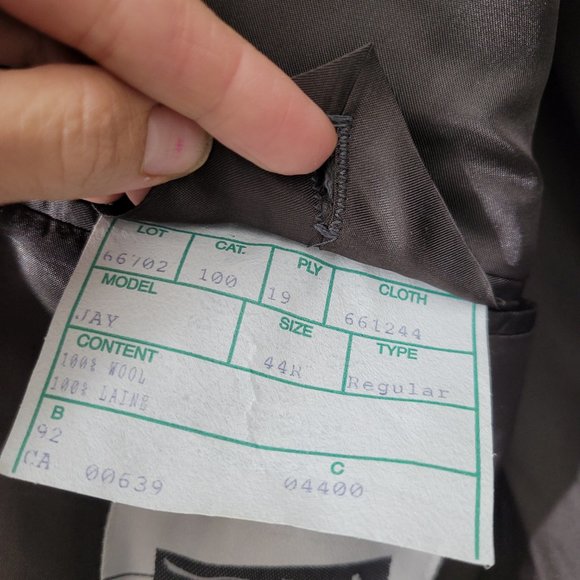 LOT CAT. PLY CLOTH
66702 100 19 661244
MODEL SIZE TYPE
JAY 44R Regular
CONTENT
100% WOOL
100% LAINE
B C
92
CA 00639 04400